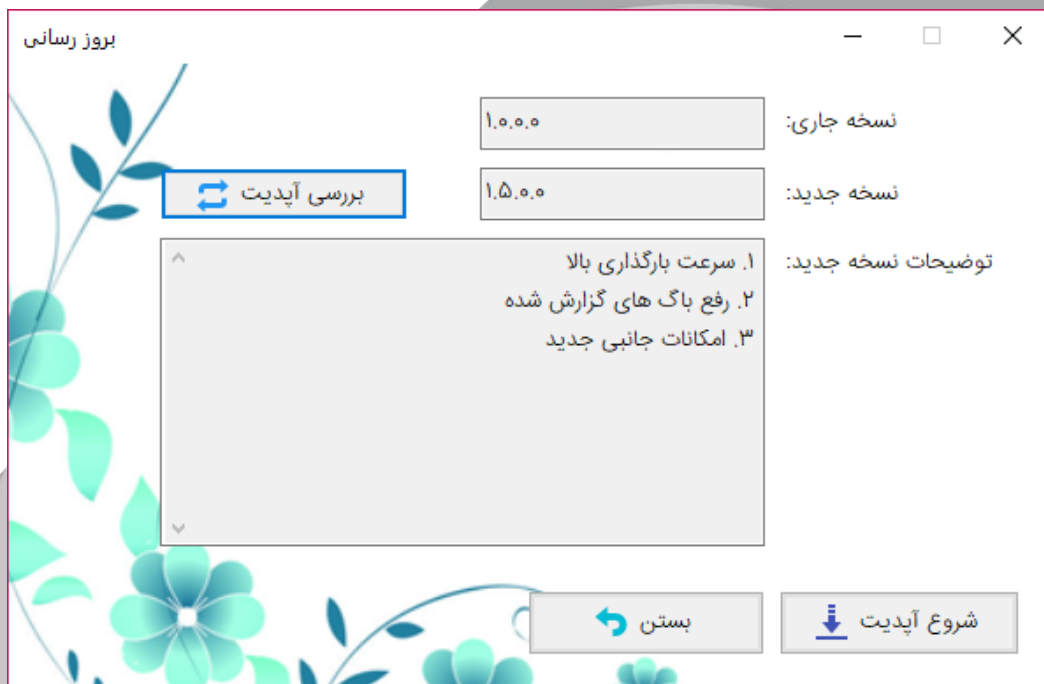 بروز رسانی
نسخه جاری:
۱.۰.۰.۰
نسخه جدید:
۱.۵.۰.۰
بررسی آپدیت
توضیحات نسخه جدید:
۱. سرعت بارگذاری بالا
۲. رفع باگ های گزارش شده
۳. امکانات جانبی جدید
شروع آپدیت
بستن